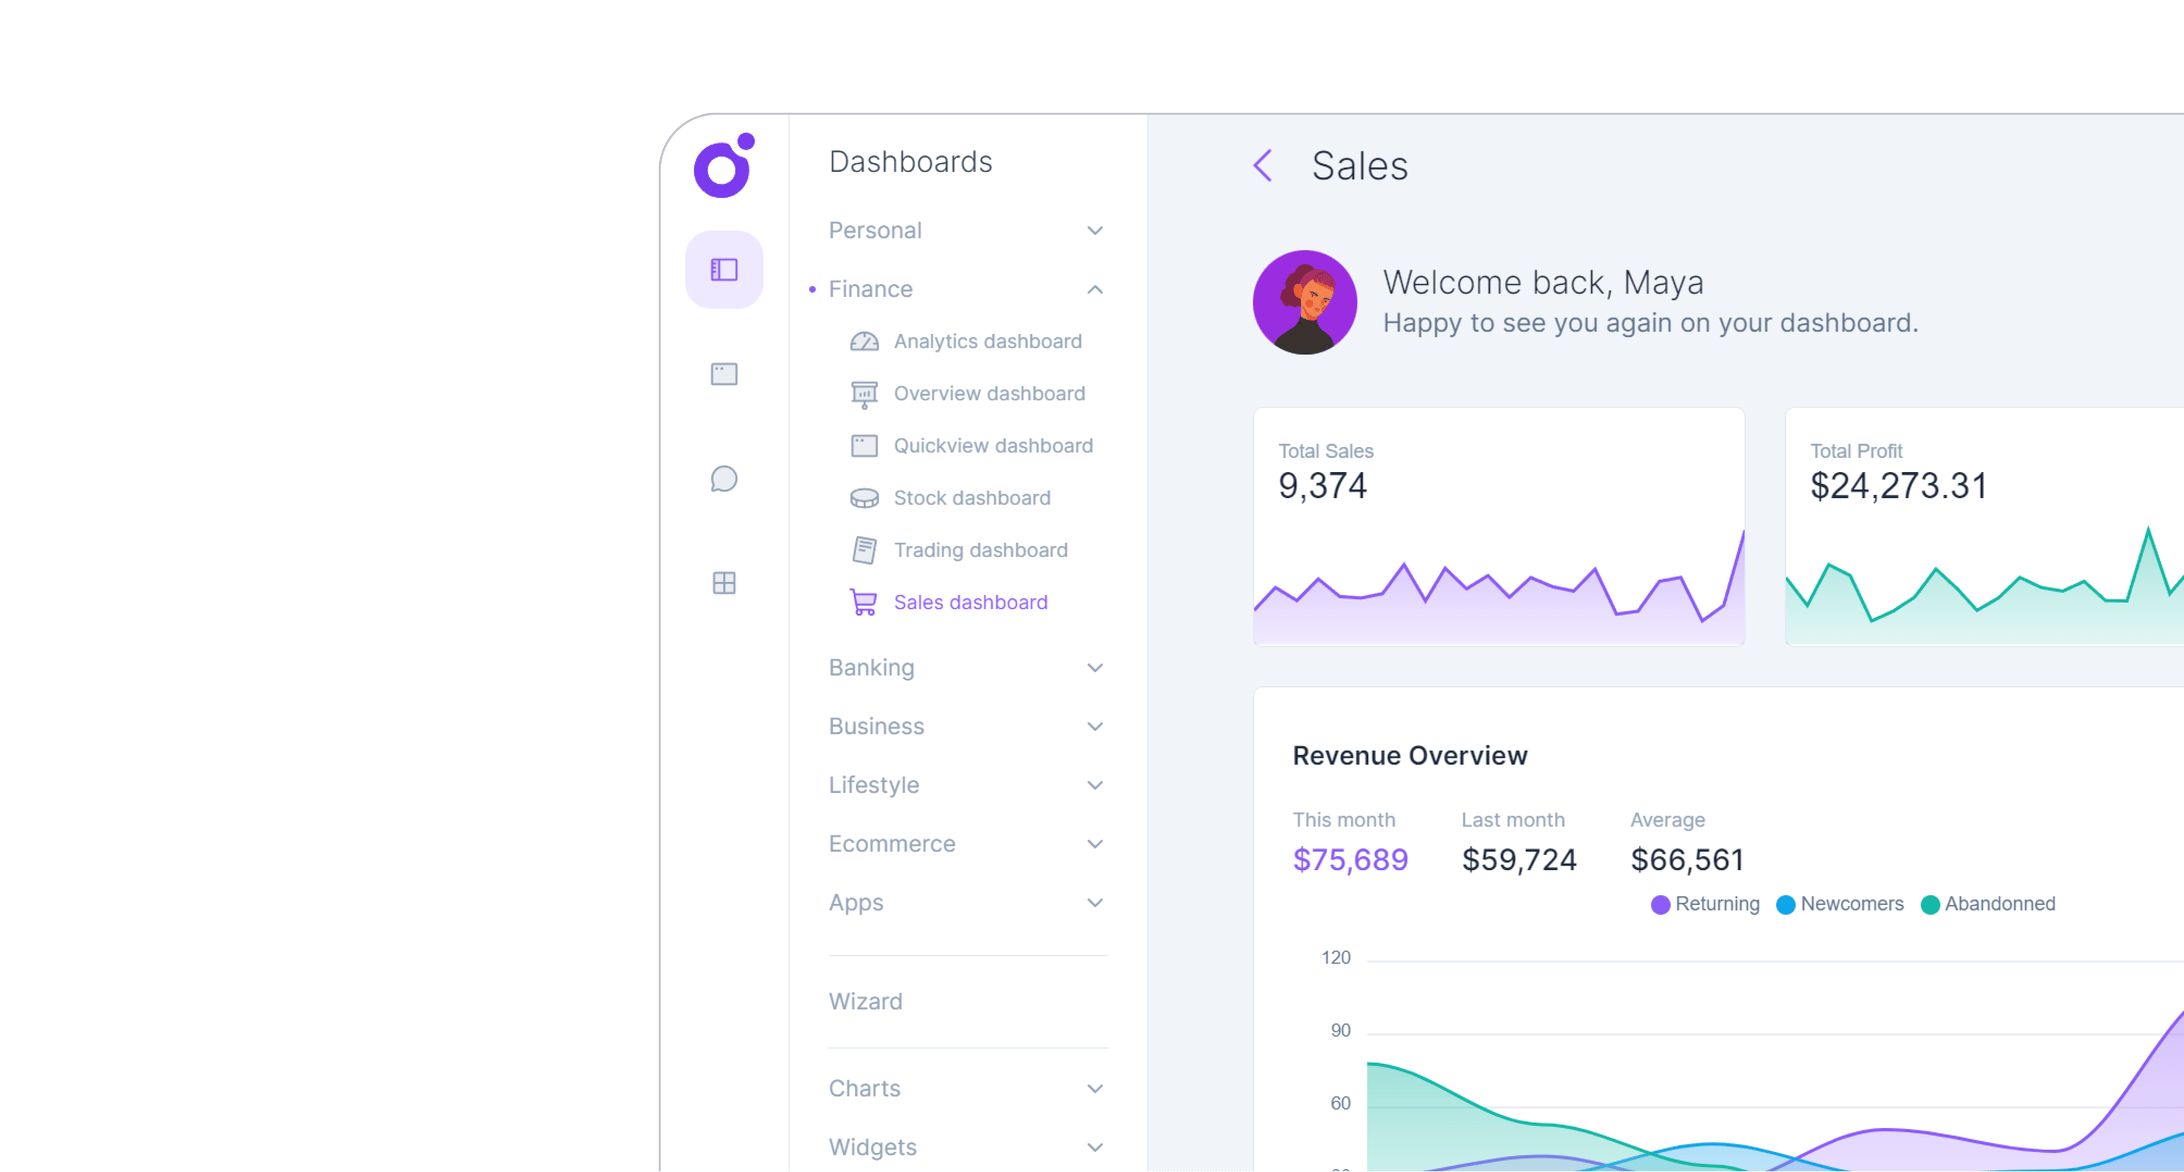 Dashboards
Personal
Finance
Analytics dashboard
Overview dashboard
Quickview dashboard
Stock dashboard
Trading dashboard
Sales dashboard
Banking
Business
Lifestyle
Ecommerce
Apps
Wizard
Charts
Widgets
Sales
Welcome back, Maya
Happy to see you again on your dashboard.
Total Sales
9,374
Total Profit
$24,273.31
Revenue Overview
This month Last month Average
$75,689 $59,724 $66,561
Returning Newcomers Abandonned
120
90
60